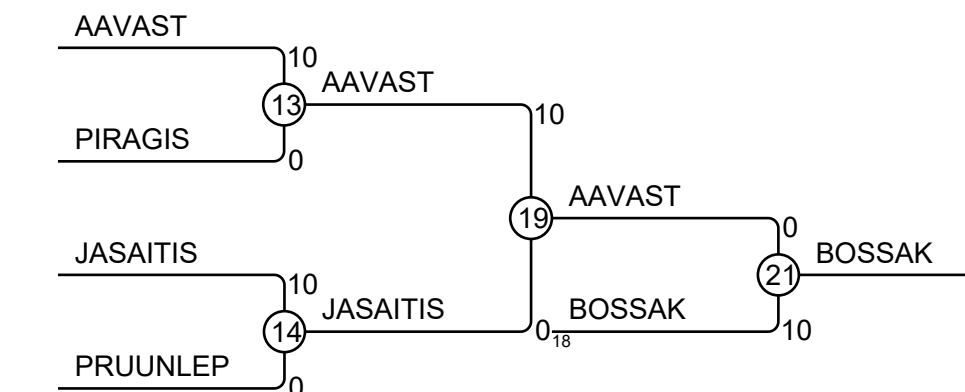 AAVAST
10
AAVAST
13
10
PIRAGIS
0
AAVAST
19
0
BOSSAK
JASAITIS
21
10
JASAITIS
BOSSAK
14
0
18
10
PRUUNLEP
0